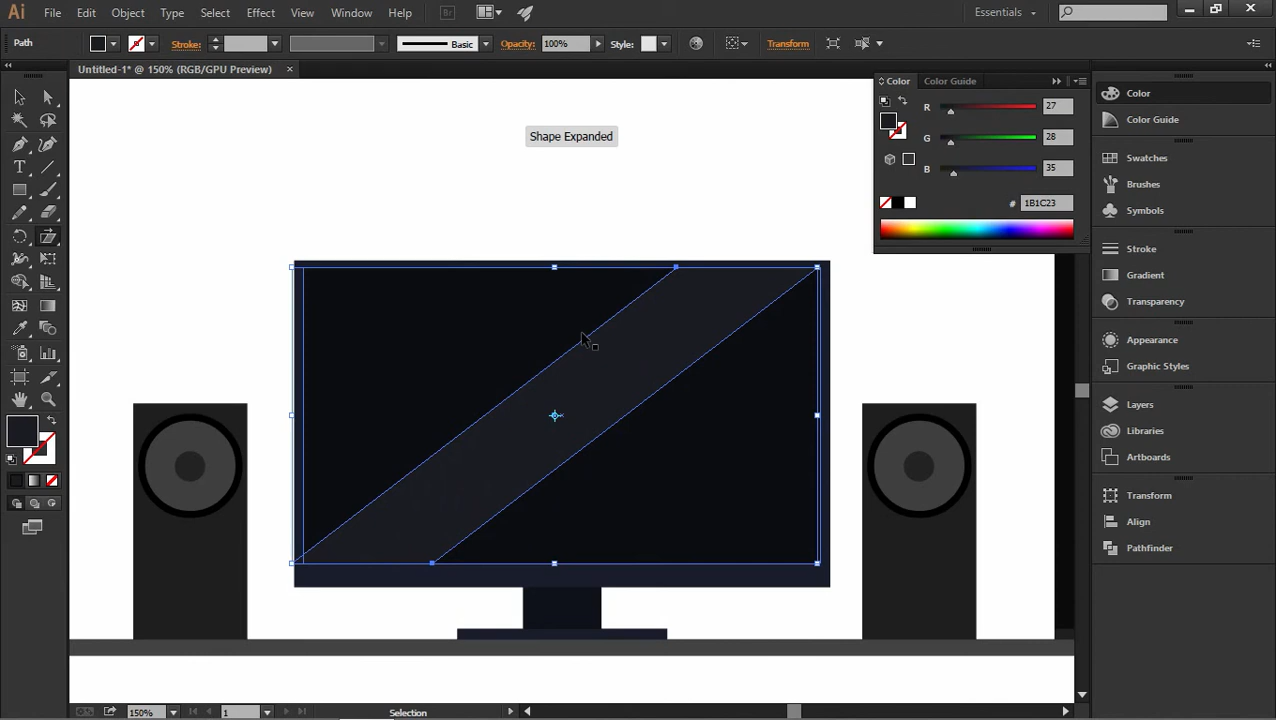 Ai File Edit Object Type Select Effect View Window Help Br Essentials
Path Stroke: Basic Opacity: 100% Style: Transform
Untitled-1* @ 150% (RGB/GPU Preview) ×
Color Color Guide
R 27
G 28
B 35
# 1B1C23
Shape Expanded
Color
Color Guide
Swatches
Brushes
Symbols
Stroke
Gradient
Transparency
Appearance
Graphic Styles
Layers
Libraries
Artboards
Transform
Align
Pathfinder
T
150% 1 Selection